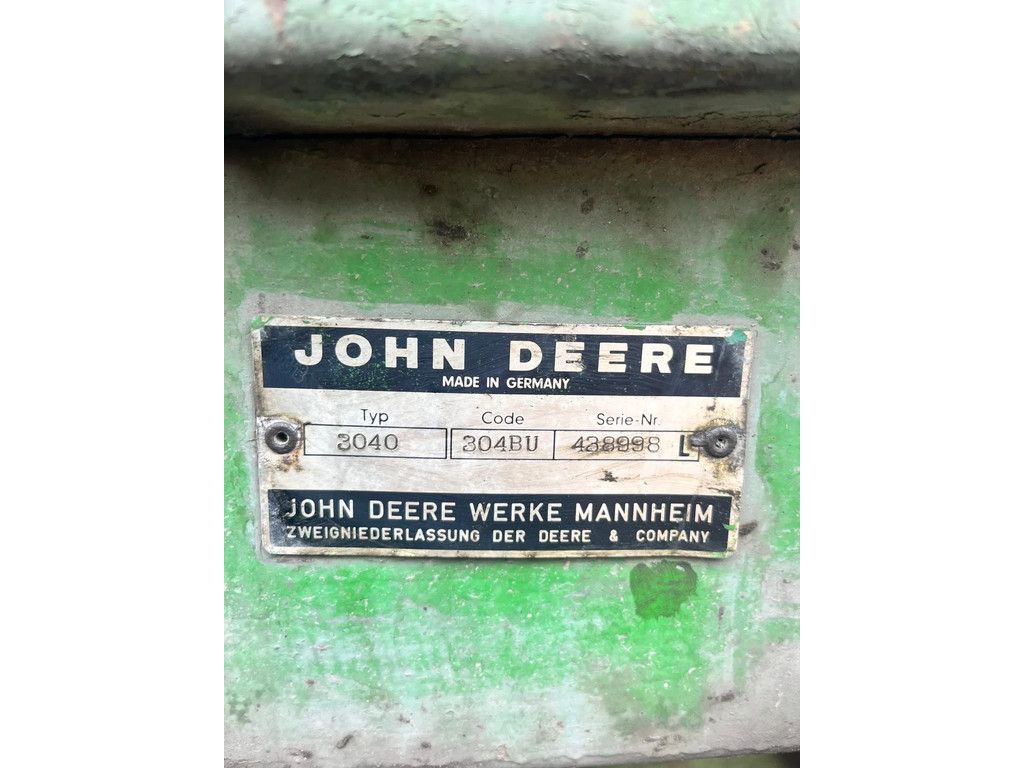 JOHN DEERE
MADE IN GERMANY
Typ Code Serie-Nr.
3040 304BU 438998 L
JOHN DEERE WERKE MANNHEIM
ZWEIGNIEDERLASSUNG DER DEERE & COMPANY